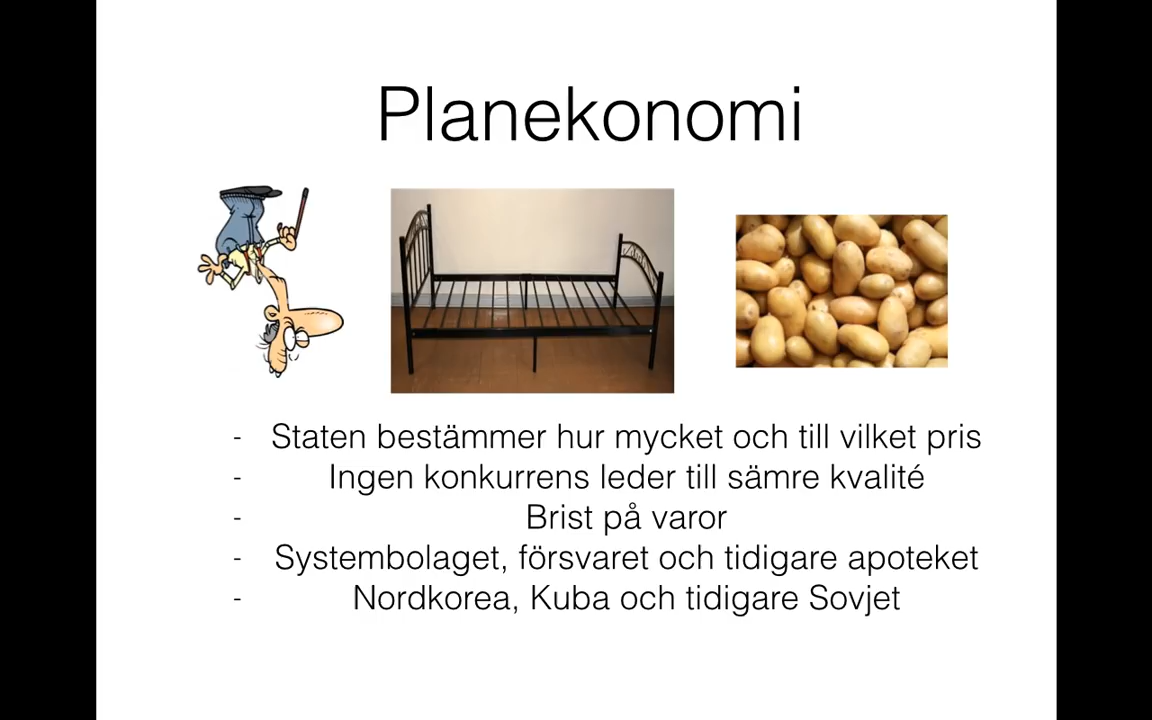 Planekonomi
- Staten bestämmer hur mycket och till vilket pris
- Ingen konkurrens leder till sämre kvalité
- Brist på varor
- Systembolaget, försvaret och tidigare apoteket
- Nordkorea, Kuba och tidigare Sovjet